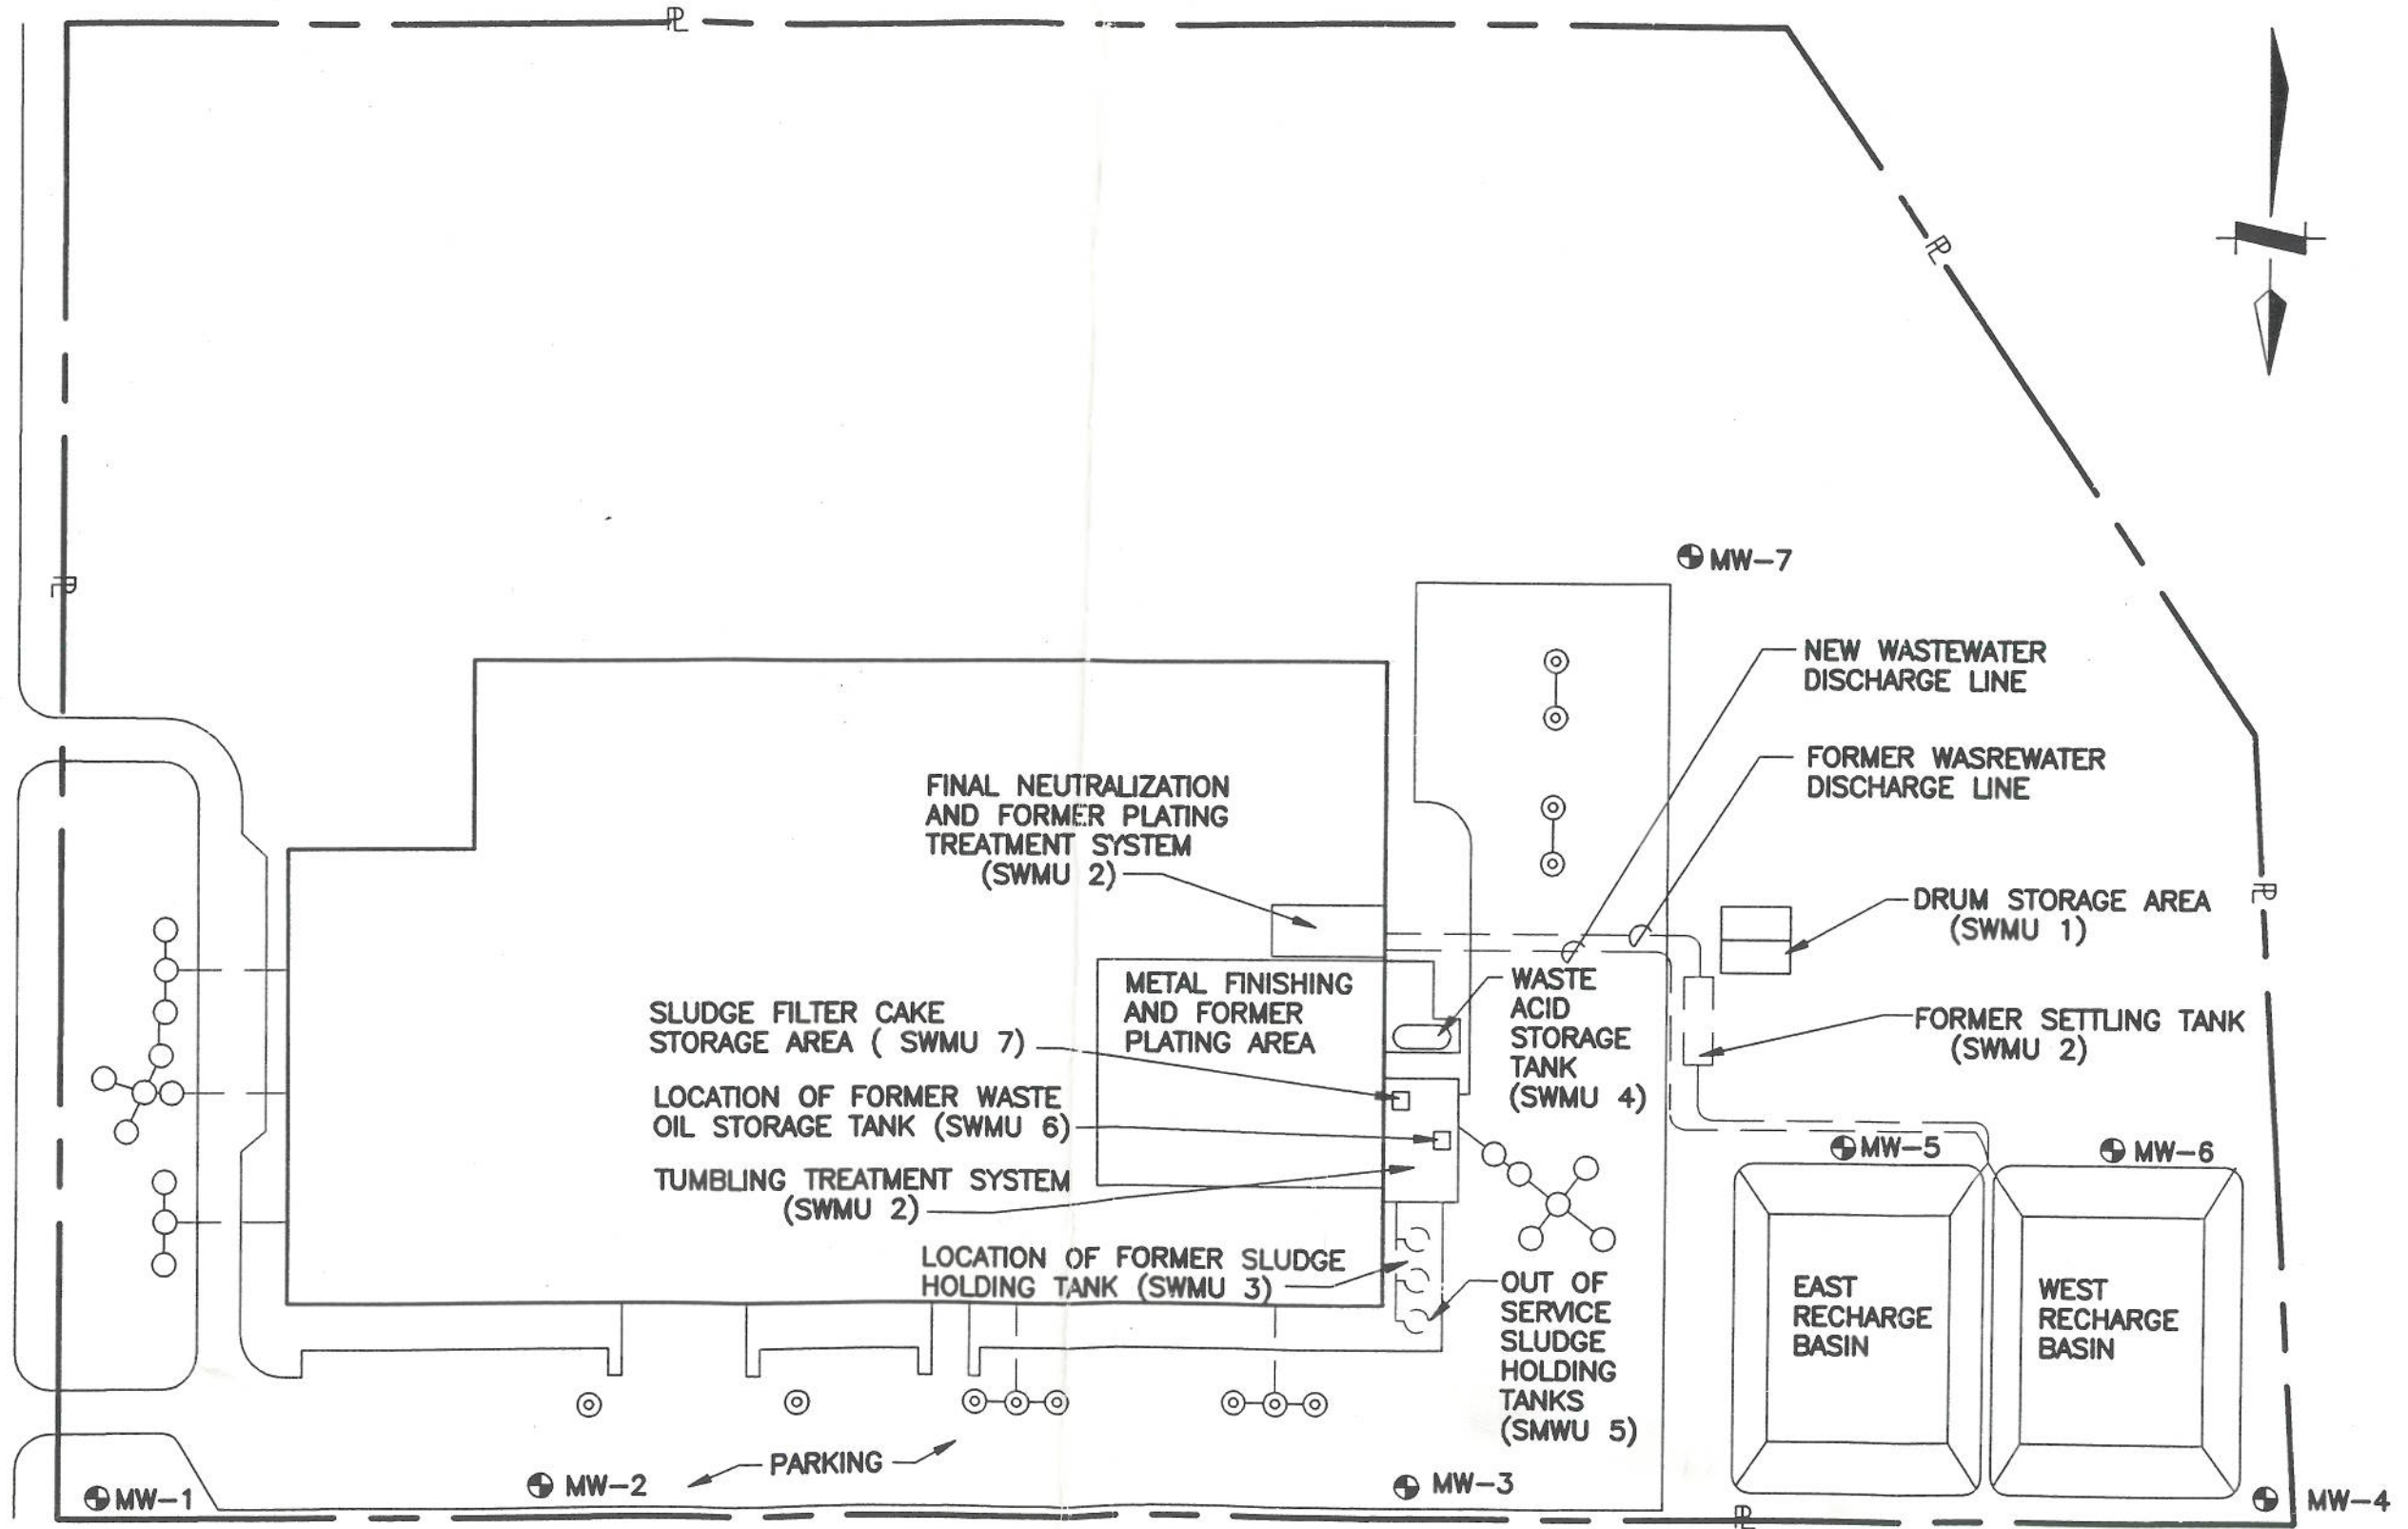 PL
PL
PL
MW-7
NEW WASTEWATER
DISCHARGE LINE
FORMER WASREWATER
DISCHARGE LINE
FINAL NEUTRALIZATION
AND FORMER PLATING
TREATMENT SYSTEM
(SWMU 2)
PL
DRUM STORAGE AREA
(SWMU 1)
METAL FINISHING
AND FORMER
PLATING AREA
WASTE
ACID
STORAGE
TANK
(SWMU 4)
SLUDGE FILTER CAKE
STORAGE AREA ( SWMU 7)
FORMER SETTLING TANK
(SWMU 2)
LOCATION OF FORMER WASTE
OIL STORAGE TANK (SWMU 6)
MW-5
MW-6
TUMBLING TREATMENT SYSTEM
(SWMU 2)
LOCATION OF FORMER SLUDGE
HOLDING TANK (SWMU 3)
OUT OF
SERVICE
SLUDGE
HOLDING
TANKS
(SMWU 5)
EAST
RECHARGE
BASIN
WEST
RECHARGE
BASIN
PARKING
MW-1
MW-2
MW-3
MW-4
PL
N